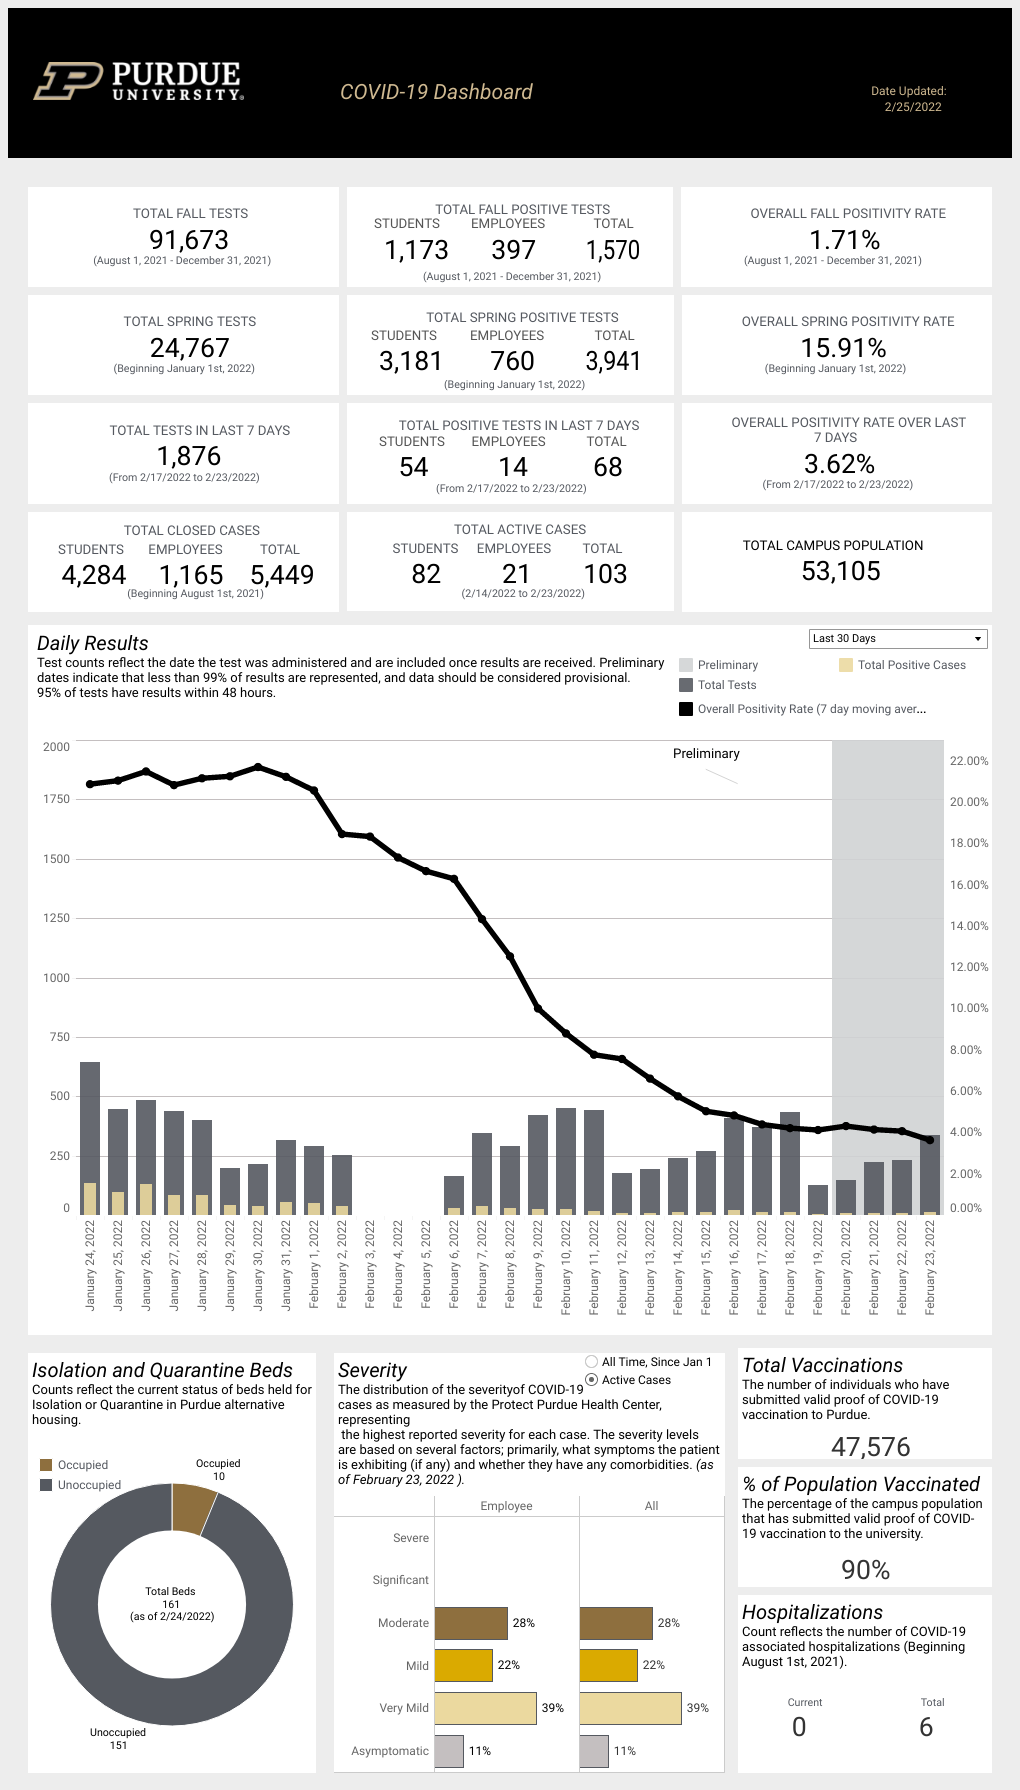 PURDUE
UNIVERSITY®
COVID-19 Dashboard
Date Updated:
2/25/2022
TOTAL FALL TESTS
91,673
(August 1, 2021 - December 31, 2021)
TOTAL FALL POSITIVE TESTS
STUDENTS EMPLOYEES TOTAL
1,173 397 1,570
(August 1, 2021 - December 31, 2021)
OVERALL FALL POSITIVITY RATE
1.71%
(August 1, 2021 - December 31, 2021)
TOTAL SPRING TESTS
24,767
(Beginning January 1st, 2022)
TOTAL SPRING POSITIVE TESTS
STUDENTS EMPLOYEES TOTAL
3,181 760 3,941
(Beginning January 1st, 2022)
OVERALL SPRING POSITIVITY RATE
15.91%
(Beginning January 1st, 2022)
TOTAL TESTS IN LAST 7 DAYS
1,876
(From 2/17/2022 to 2/23/2022)
TOTAL POSITIVE TESTS IN LAST 7 DAYS
STUDENTS EMPLOYEES TOTAL
54 14 68
(From 2/17/2022 to 2/23/2022)
OVERALL POSITIVITY RATE OVER LAST
7 DAYS
3.62%
(From 2/17/2022 to 2/23/2022)
TOTAL CLOSED CASES
STUDENTS EMPLOYEES TOTAL
4,284 1,165 5,449
(Beginning August 1st, 2021)
TOTAL ACTIVE CASES
STUDENTS EMPLOYEES TOTAL
82 21 103
(2/14/2022 to 2/23/2022)
TOTAL CAMPUS POPULATION
53,105
Daily Results
Test counts reflect the date the test was administered and are included once results are received. Preliminary
dates indicate that less than 99% of results are represented, and data should be considered provisional.
95% of tests have results within 48 hours.
Last 30 Days
Preliminary Total Positive Cases
Total Tests
Overall Positivity Rate (7 day moving aver...
Preliminary
2000
1750
1500
1250
1000
750
500
250
0
22.00%
20.00%
18.00%
16.00%
14.00%
12.00%
10.00%
8.00%
6.00%
4.00%
2.00%
0.00%
January 24, 2022
January 25, 2022
January 26, 2022
January 27, 2022
January 28, 2022
January 29, 2022
January 30, 2022
January 31, 2022
February 1, 2022
February 2, 2022
February 3, 2022
February 4, 2022
February 5, 2022
February 6, 2022
February 7, 2022
February 8, 2022
February 9, 2022
February 10, 2022
February 11, 2022
February 12, 2022
February 13, 2022
February 14, 2022
February 15, 2022
February 16, 2022
February 17, 2022
February 18, 2022
February 19, 2022
February 20, 2022
February 21, 2022
February 22, 2022
February 23, 2022
Isolation and Quarantine Beds
Counts reflect the current status of beds held for
Isolation or Quarantine in Purdue alternative
housing.
Occupied
Unoccupied
Occupied
10
Total Beds
161
(as of 2/24/2022)
Unoccupied
151
Severity
All Time, Since Jan 1
Active Cases
The distribution of the severityof COVID-19
cases as measured by the Protect Purdue Health Center,
representing
the highest reported severity for each case. The severity levels
are based on several factors; primarily, what symptoms the patient
is exhibiting (if any) and whether they have any comorbidities. (as
of February 23, 2022 ).
Employee All
Severe
Significant
Moderate 28% 28%
Mild 22% 22%
Very Mild 39% 39%
Asymptomatic 11% 11%
Total Vaccinations
The number of individuals who have
submitted valid proof of COVID-19
vaccination to Purdue.
47,576
% of Population Vaccinated
The percentage of the campus population
that has submitted valid proof of COVID-
19 vaccination to the university.
90%
Hospitalizations
Count reflects the number of COVID-19
associated hospitalizations (Beginning
August 1st, 2021).
Current Total
0 6